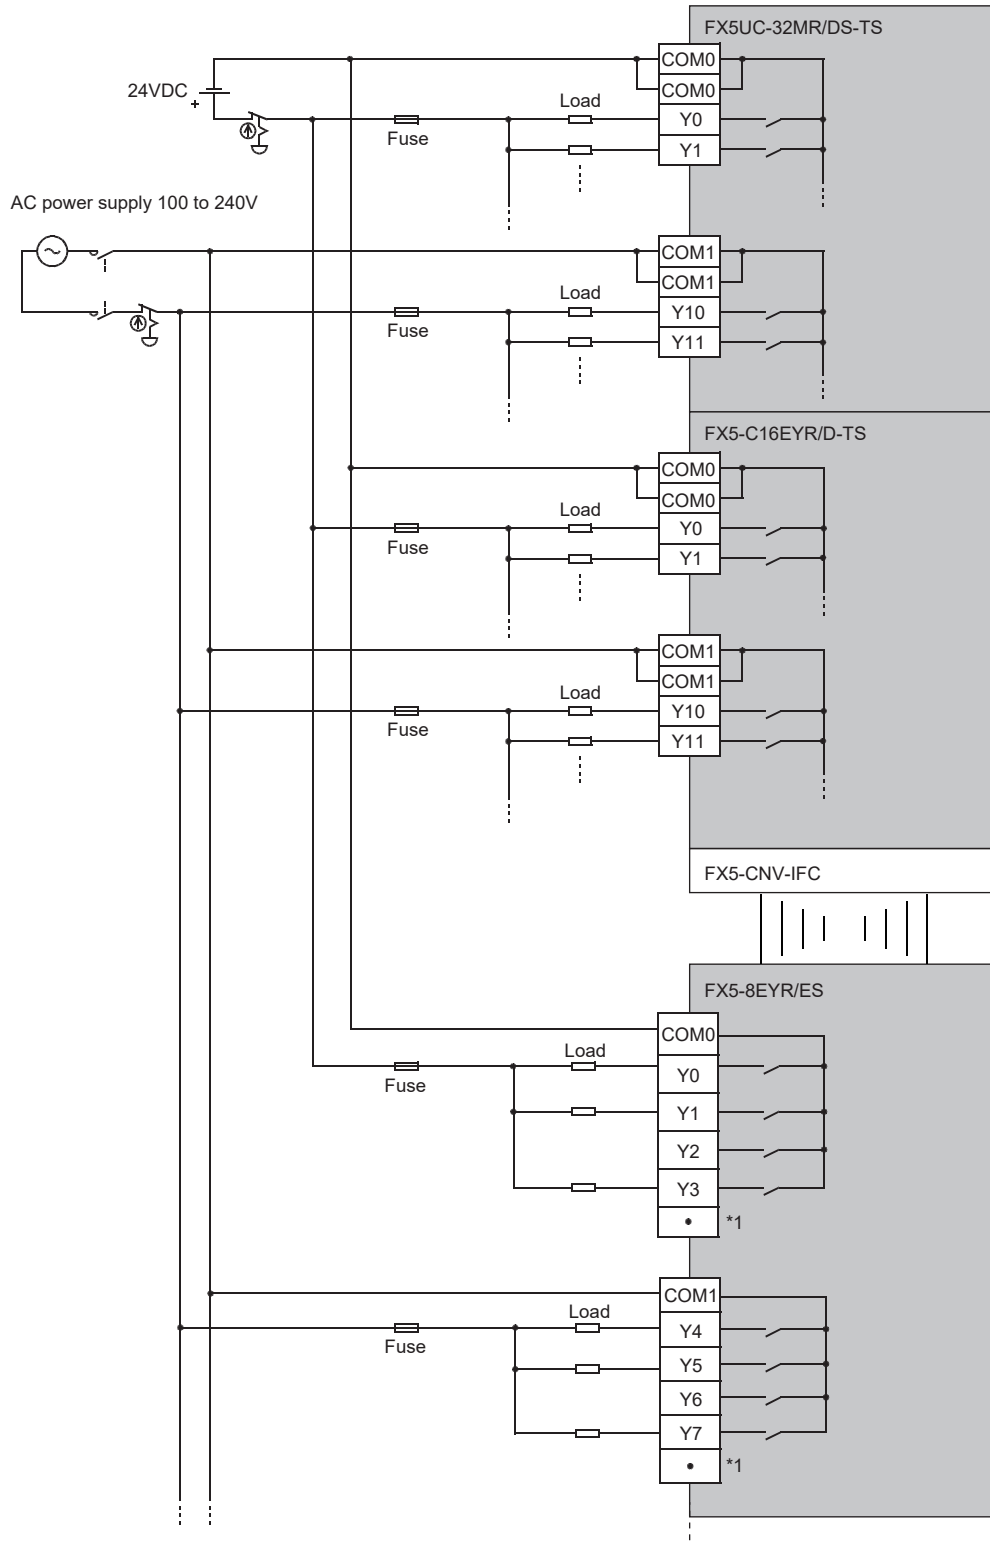 FX5UC-32MR/DS-TS
COM0
COM0
24VDC
+
Load
Y0
Fuse
Y1
AC power supply 100 to 240V
COM1
COM1
Load
Y10
Fuse
Y11
FX5-C16EYR/D-TS
COM0
COM0
Load
Y0
Fuse
Y1
COM1
COM1
Load
Y10
Fuse
Y11
FX5-CNV-IFC
FX5-8EYR/ES
COM0
Load
Y0
Fuse
Y1
Y2
Y3
*1
COM1
Load
Y4
Fuse
Y5
Y6
Y7
*1